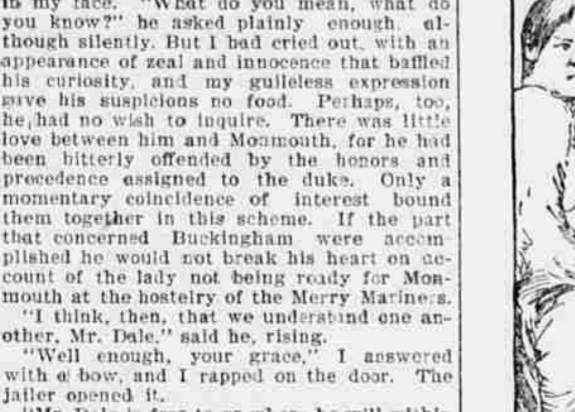 in my face. "What do you mean, what do
you know?" he asked plainly enough, al-
though silently. But I had cried out, with an
appearance of zeal and innocence that baffled
his curiosity, and my guileless expression
gave his suspicions no food. Perhaps, too,
he had no wish to inquire. There was little
love between him and Monmouth, for he had
been bitterly offended by the honors and
precedence assigned to the duke. Only a
momentary coincidence of interest bound
them together in this scheme. If the part
that concerned Buckingham were accom-
plished he would not break his heart on ac-
count of the lady not being ready for Mon-
mouth at the hostelry of the Merry Mariners.
"I think, then, that we understand one an-
other, Mr. Dale," said he, rising.
"Well enough, your grace," I answered
with a bow, and I rapped on the door. The
jailer opened it.